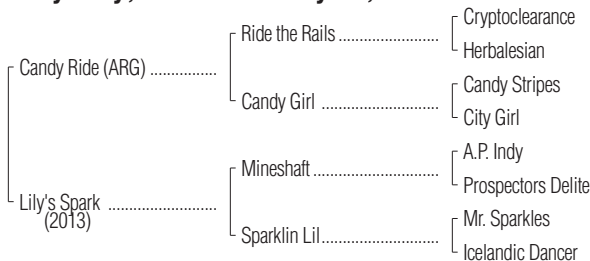 Cryptoclearance
Ride the Rails ..........................
Herbalesian
Candy Ride (ARG) ................
Candy Stripes
Candy Girl ..............................
City Girl
A.P. Indy
Mineshaft ................................
Prospectors Delite
Lily's Spark ..........................
(2013)
Mr. Sparkles
Sparklin Lil..............................
Icelandic Dancer